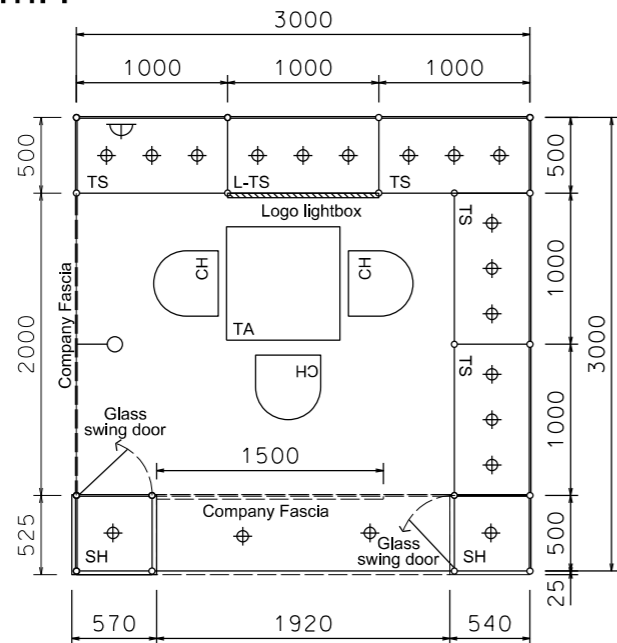 3000
1000 1000 1000
500
500
TS L-TS TS
Logo lightbox
TS
Company Fascia
CH CH
TA
2000
1000
3000
TS
CH
Glass
swing door
1000
1500
Company Fascia
525
Glass
swing door
500
SH SH
25
570 1920 540